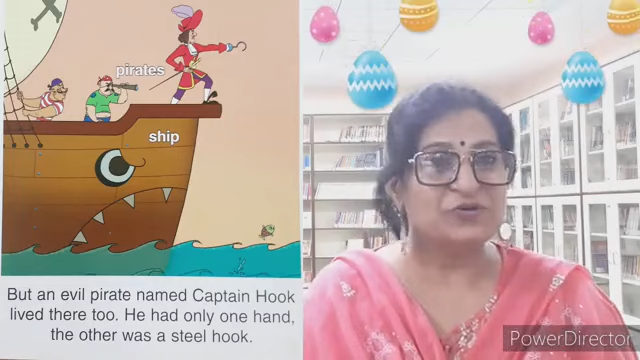 pirates
ship
But an evil pirate named Captain Hook
lived there too. He had only one hand,
the other was a steel hook.
PowerDirector